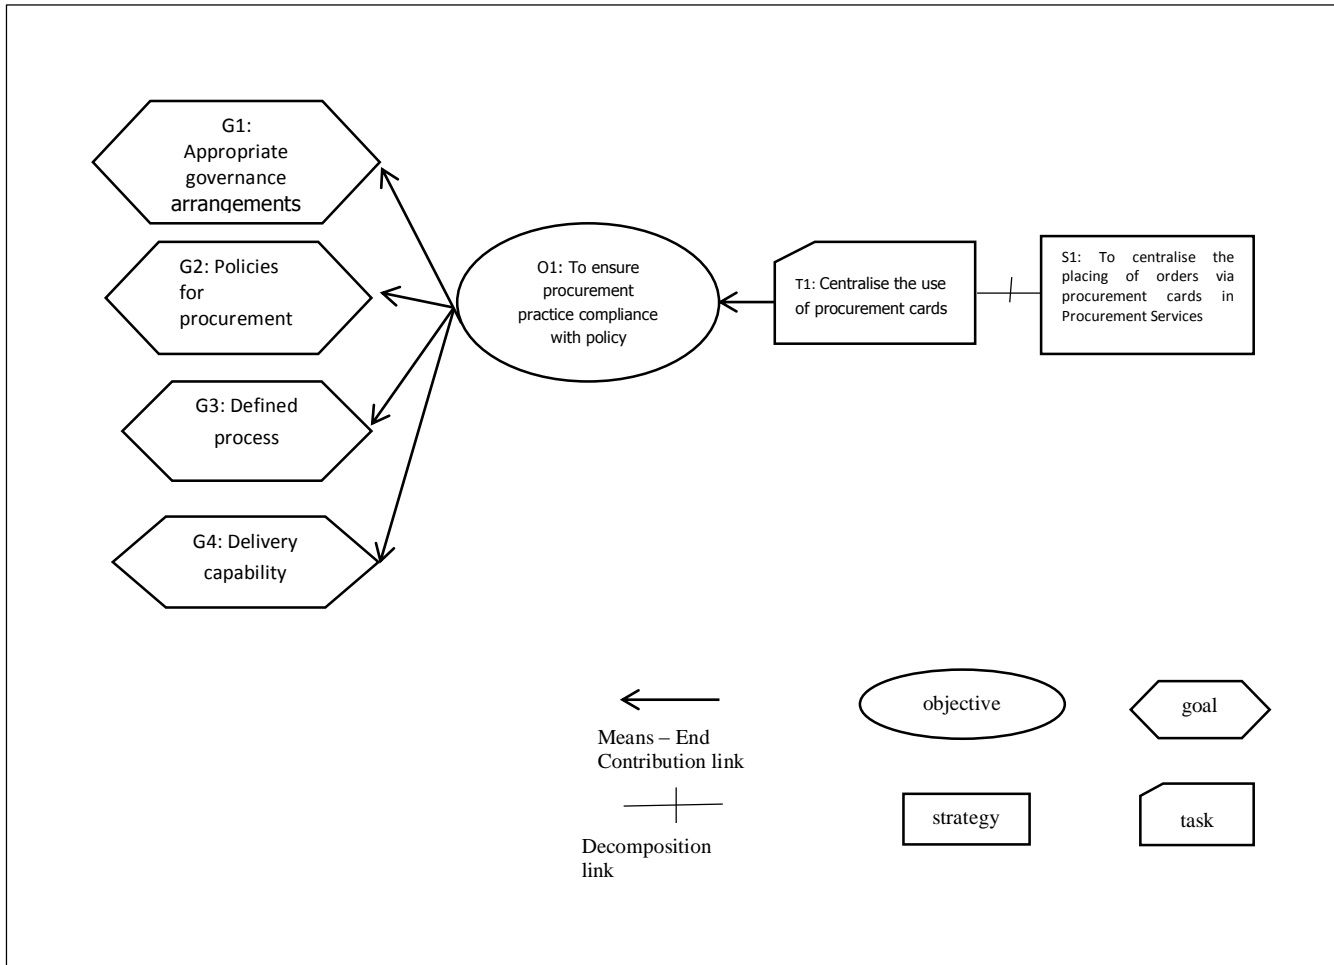 G1:
Appropriate
governance
arrangements
G2: Policies
for
procurement
G3: Defined
process
G4: Delivery
capability
O1: To ensure
procurement
practice compliance
with policy
T1: Centralise the use
of procurement cards
S1: To centralise the
placing of orders via
procurement cards in
Procurement Services
Means – End
Contribution link
Decomposition
link
objective
goal
strategy
task